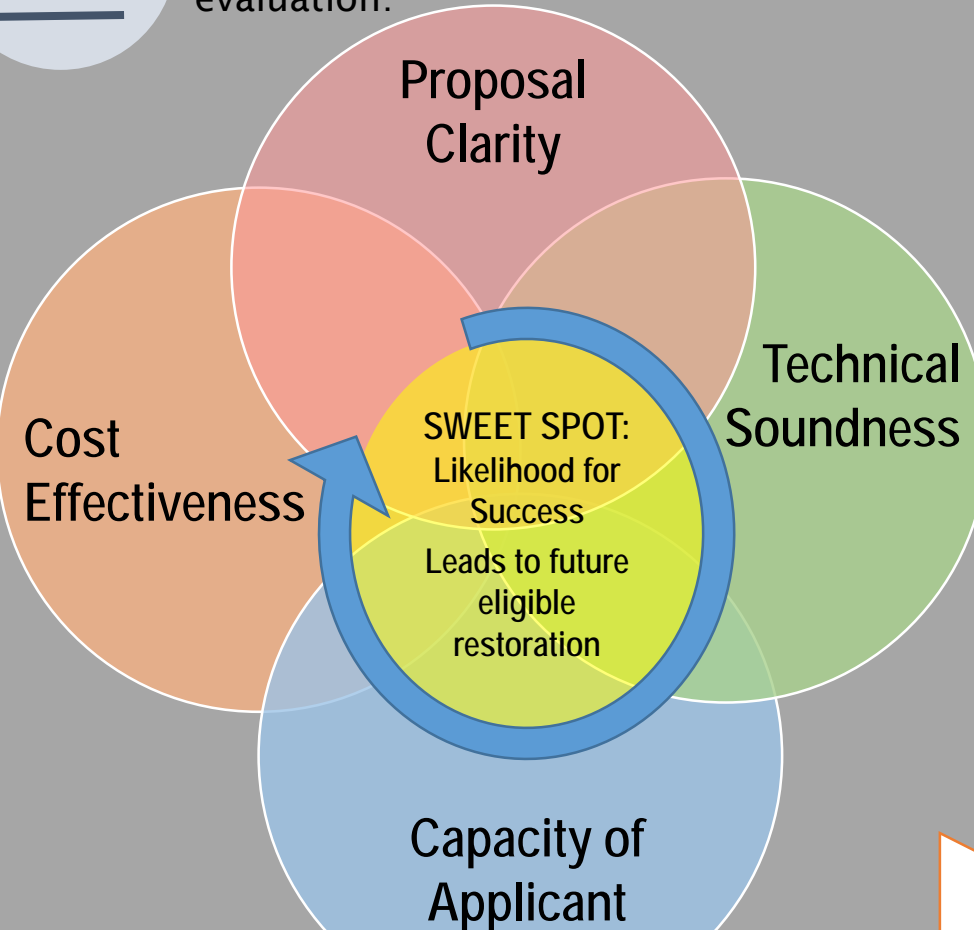 evaluation.
Proposal
Clarity
Technical
Soundness
Cost
Effectiveness
SWEET SPOT:
Likelihood for
Success
Leads to future
eligible
restoration
Capacity of
Applicant